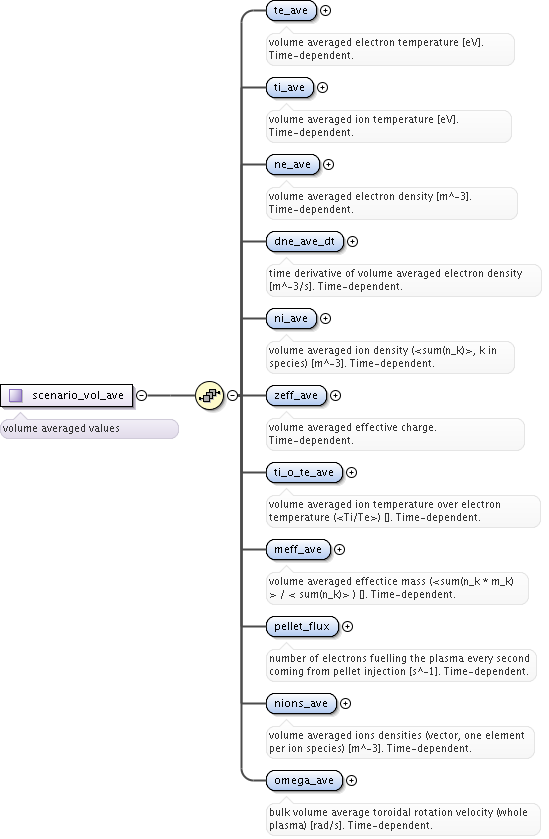 te_ave
volume averaged electron temperature [eV].
Time-dependent.
ti_ave
volume averaged ion temperature [eV].
Time-dependent.
ne_ave
volume averaged electron density [m^-3].
Time-dependent.
dne_ave_dt
time derivative of volume averaged electron density
[m^-3/s]. Time-dependent.
ni_ave
volume averaged ion density (<sum(n_k)>, k in
species) [m^-3]. Time-dependent.
scenario_vol_ave
volume averaged values
zeff_ave
volume averaged effective charge.
Time-dependent.
ti_o_te_ave
volume averaged ion temperature over electron
temperature (<Ti/Te>) []. Time-dependent.
meff_ave
volume averaged effectice mass (<sum(n_k * m_k)
> / < sum(n_k)> ) []. Time-dependent.
pellet_flux
number of electrons fuelling the plasma every second
coming from pellet injection [s^-1]. Time-dependent.
nions_ave
volume averaged ions densities (vector, one element
per ion species) [m^-3]. Time-dependent.
omega_ave
bulk volume average toroidal rotation velocity (whole
plasma) [rad/s]. Time-dependent.